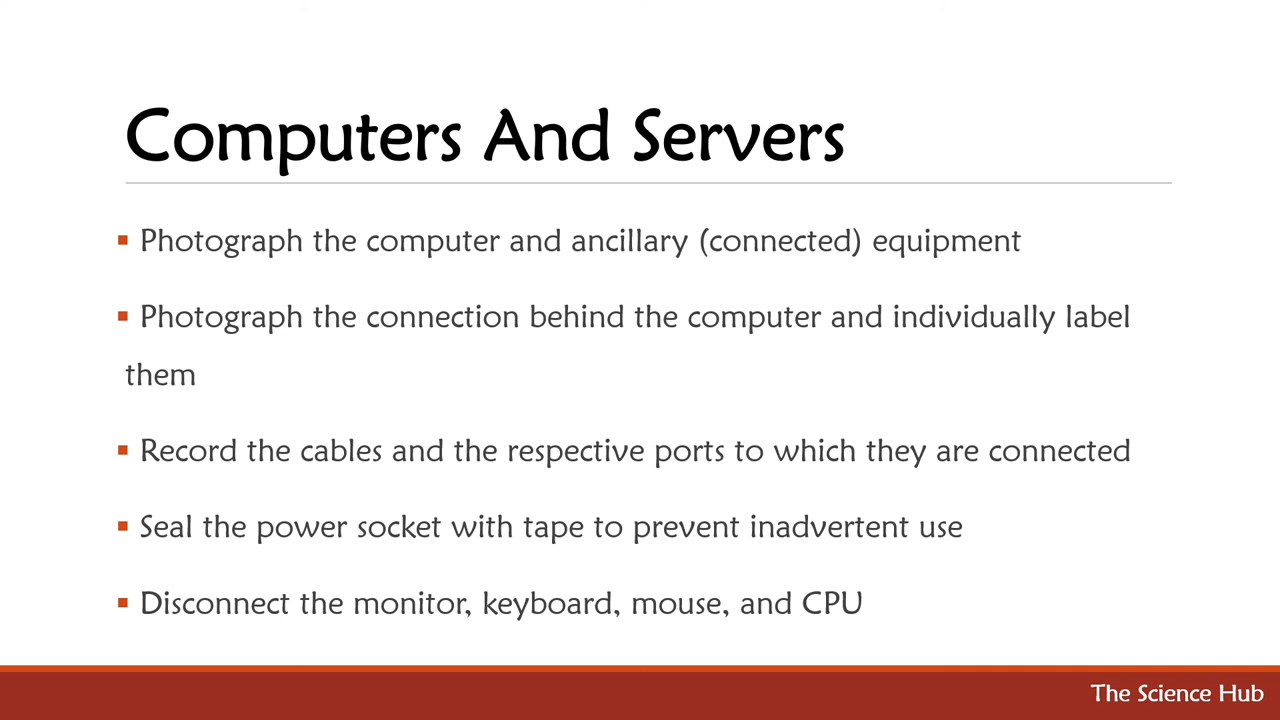 Computers And Servers
▪ Photograph the computer and ancillary (connected) equipment
▪ Photograph the connection behind the computer and individually label
them
▪ Record the cables and the respective ports to which they are connected
▪ Seal the power socket with tape to prevent inadvertent use
▪ Disconnect the monitor, keyboard, mouse, and CPU
The Science Hub